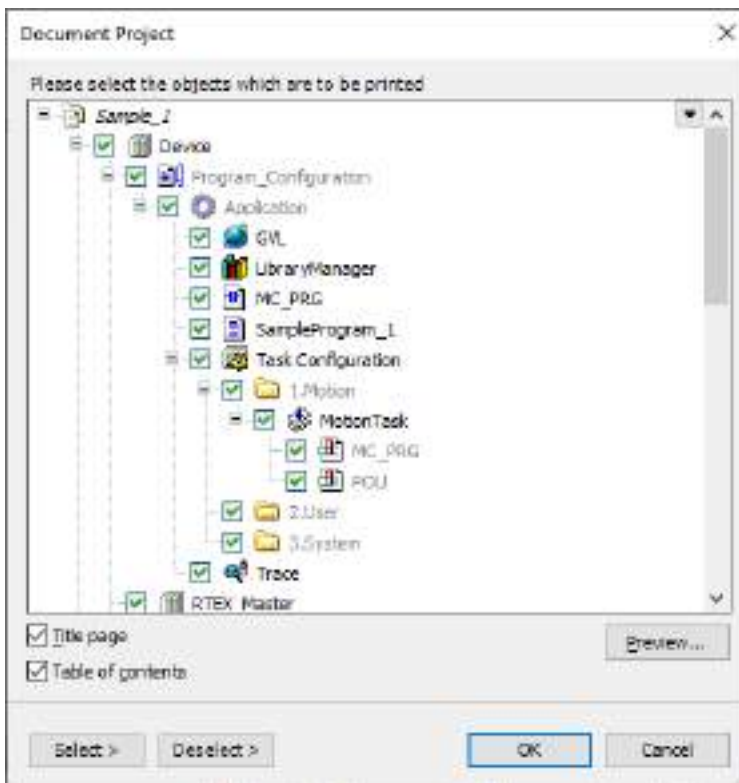 Document Project
Please select the objects which are to be printed
Sample_1
Device
Program_Configuration
Application
GVL
LibraryManager
MC_PRG
SampleProgram_1
Task Configuration
1.Motion
MotionTask
MC_PRG
POU
2.User
3.System
Trace
RTEX_Master
Title page
Preview...
Table of contents
Select >
Deselect >
OK
Cancel